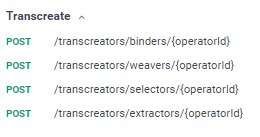 Transcreate
POST /transcreators/binders/{operatorId}
POST /transcreators/weavers/{operatorId}
POST /transcreators/selectors/{operatorId}
POST /transcreators/extractors/{operatorId}